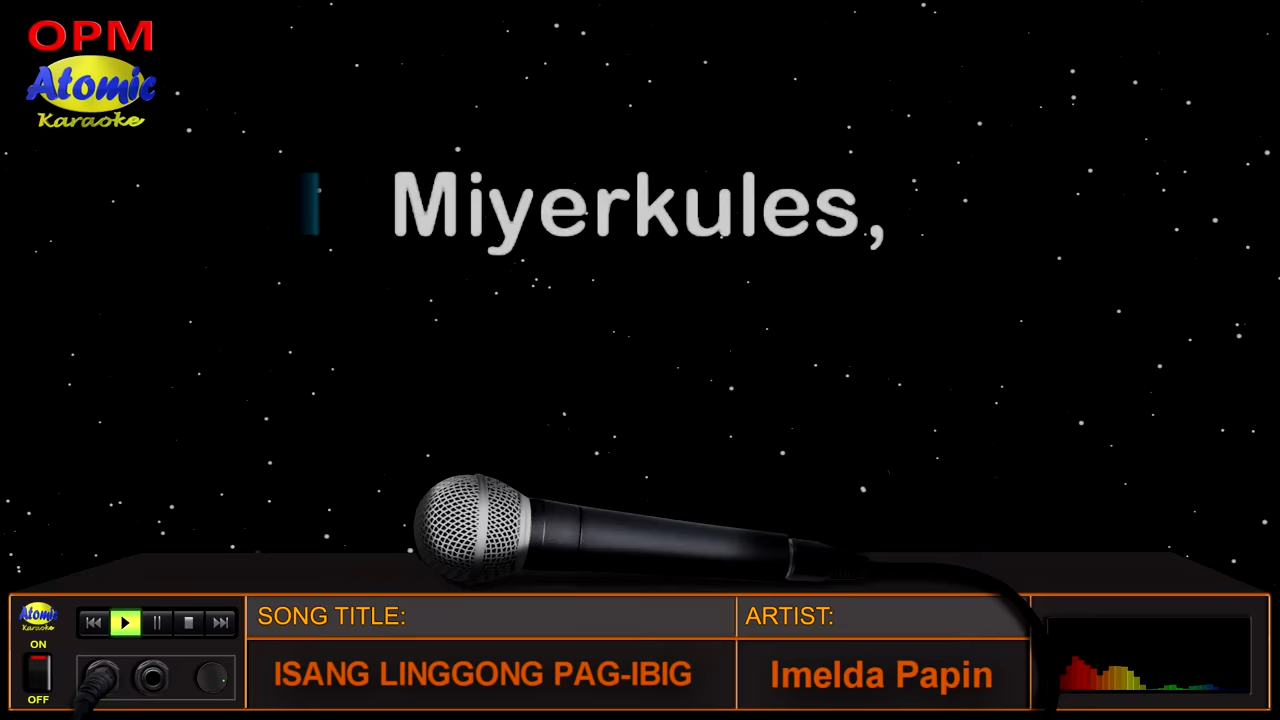 OPM
Atomic
Karaoke
Miyerkules,
Atomic
Karaoke
ON
OFF
SONG TITLE:
ISANG LINGGONG PAG-IBIG
ARTIST:
Imelda Papin